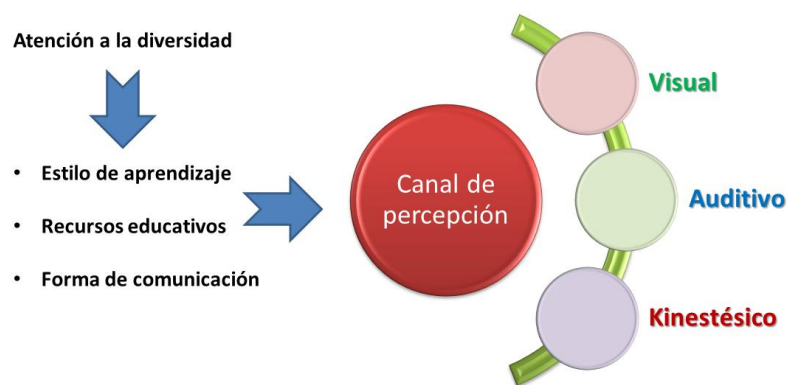 Atención a la diversidad
• Estilo de aprendizaje
• Recursos educativos
• Forma de comunicación
Canal de
percepción
Visual
Auditivo
Kinestésico